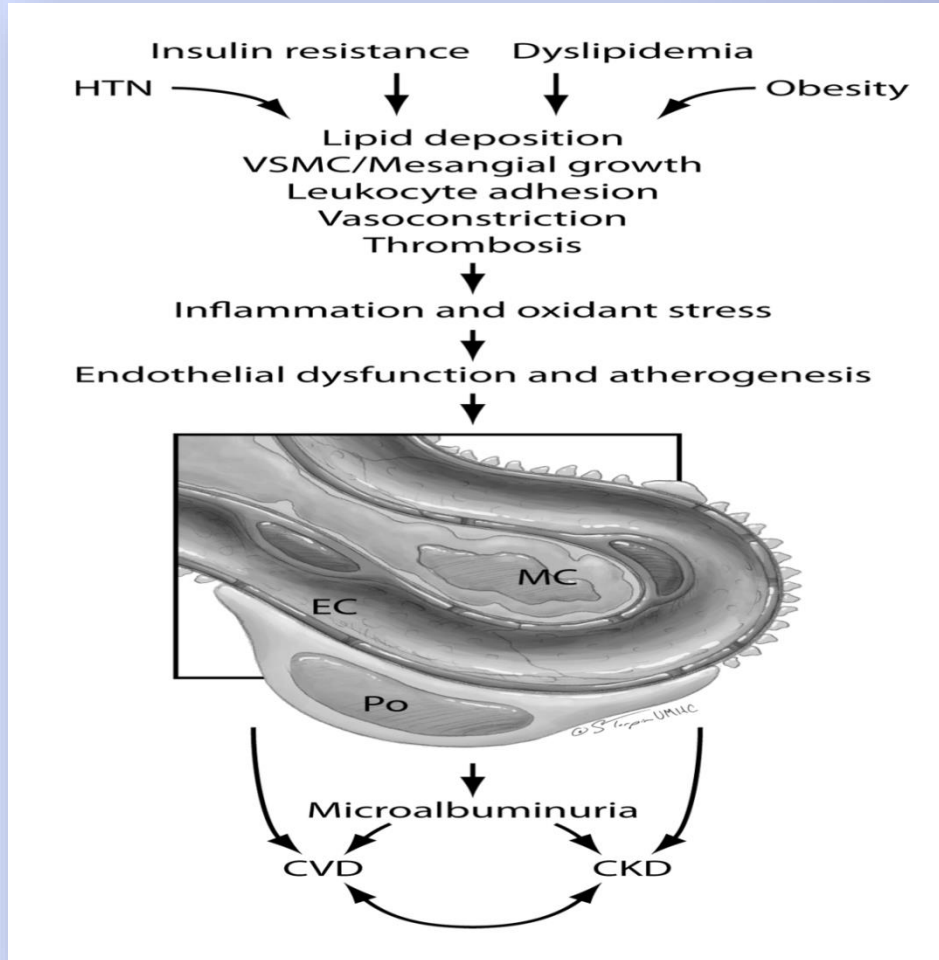 Insulin resistance Dyslipidemia
HTN Obesity
Lipid deposition
VSMC/Mesangial growth
Leukocyte adhesion
Vasoconstriction
Thrombosis
Inflammation and oxidant stress
Endothelial dysfunction and atherogenesis
MC
EC
Po
Microalbuminuria
CVD CKD